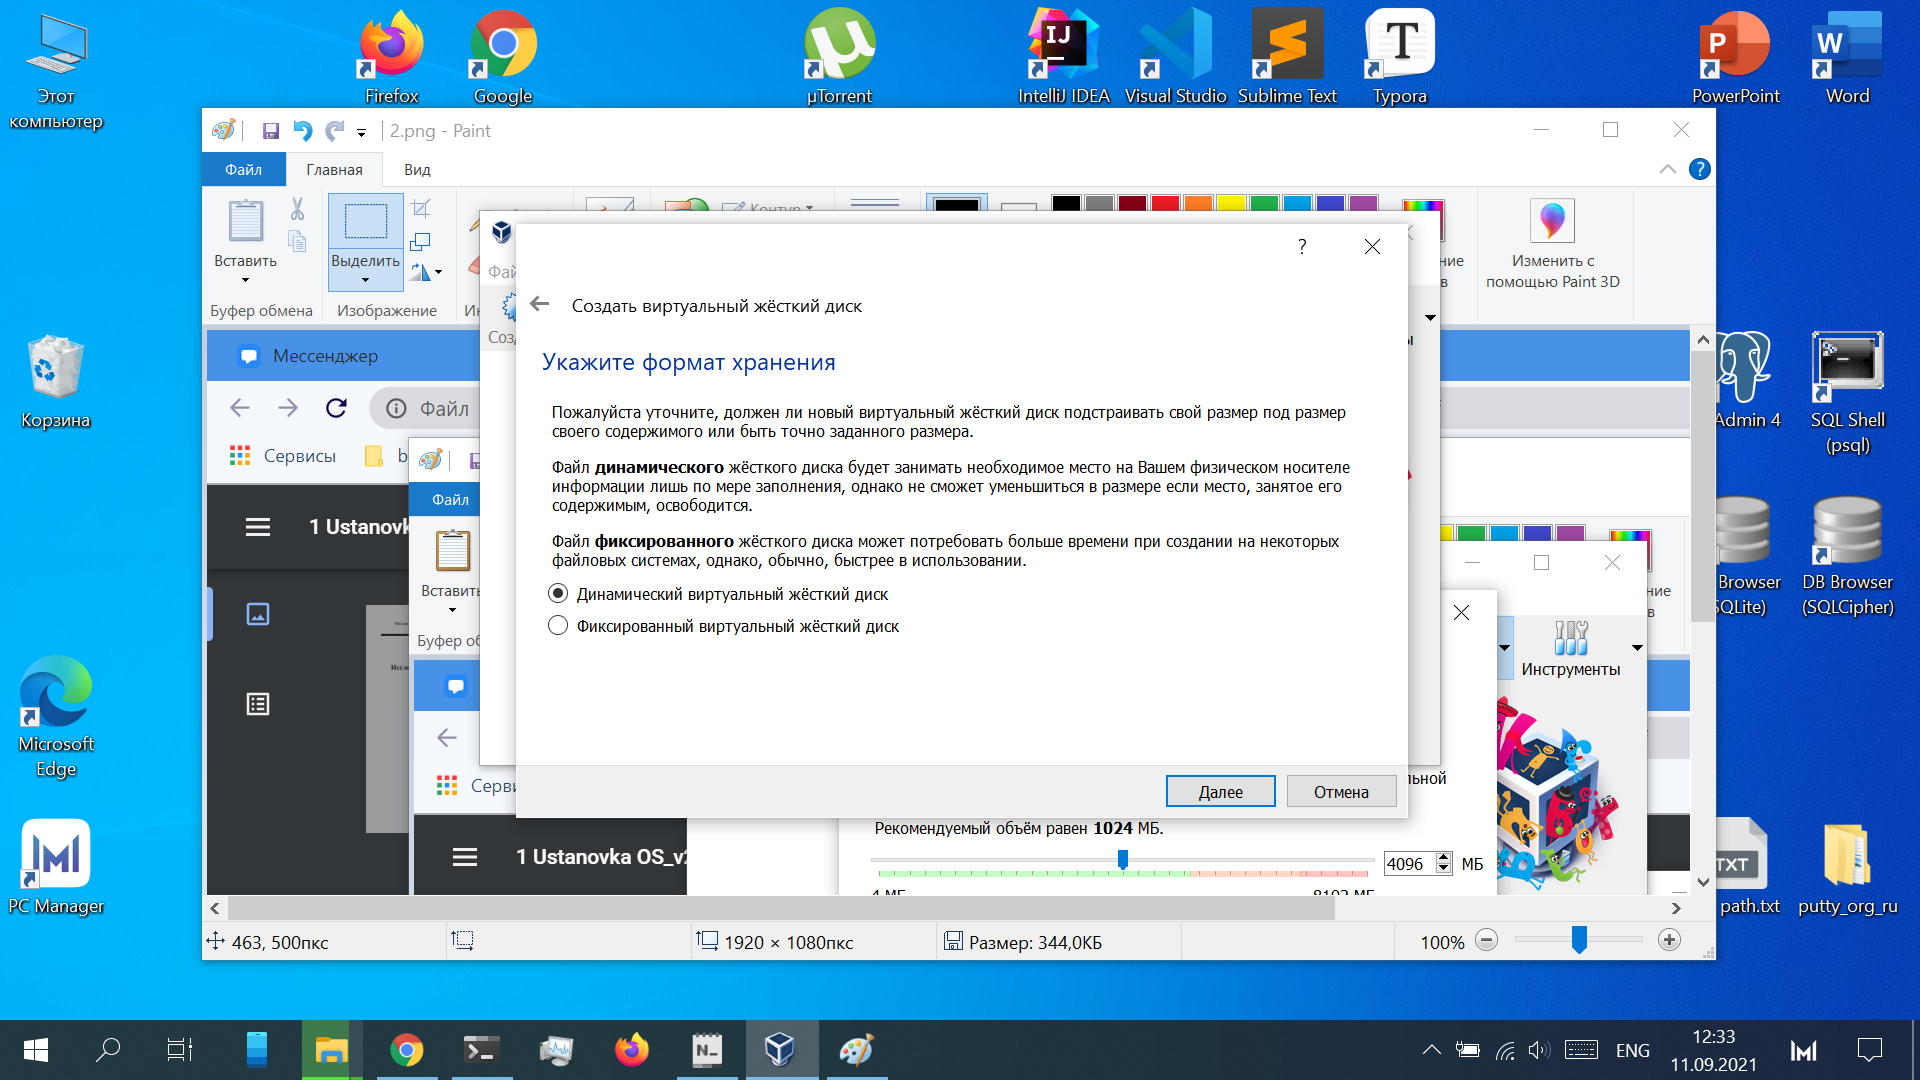 Этот
компьютер
Firefox
Google
µTorrent
IntelliJ IDEA
Visual Studio
Sublime Text
Typora
PowerPoint
Word
2.png - Paint
Файл
Главная
Вид
Вставить
Выделить
Контур
Изменить с
помощью Paint 3D
Буфер обмена
Изображение
Мессенджер
Файл
Сервисы
1 Ustanovk
Создать виртуальный жёсткий диск
Укажите формат хранения
Пожалуйста уточните, должен ли новый виртуальный жёсткий диск подстраивать свой размер под размер
своего содержимого или быть точно заданного размера.
Файл динамического жёсткого диска будет занимать необходимое место на Вашем физическом носителе
информации лишь по мере заполнения, однако не сможет уменьшиться в размере если место, занятое его
содержимым, освободится.
Файл фиксированного жёсткого диска может потребовать больше времени при создании на некоторых
файловых системах, однако, обычно, быстрее в использовании.
Динамический виртуальный жёсткий диск
Фиксированный виртуальный жёсткий диск
Далее
Отмена
Корзина
Microsoft
Edge
PC Manager
Файл
Вставить
Буфер об
Серви
1 Ustanovka OS_v2
льной
Рекомендуемый объём равен 1024 МБ.
4096 МБ
Инструменты
Admin 4
SQL Shell
(psql)
Browser
DB Browser
(SQLCipher)
TXT
path.txt
putty_org_ru
463, 500пкс
1920 × 1080пкс
Размер: 344,0КБ
100%
ENG
12:33
11.09.2021